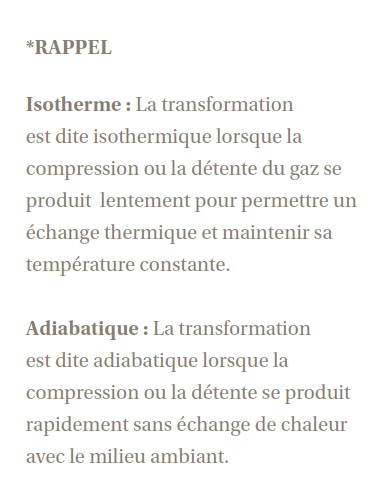 *RAPPEL
Isotherme : La transformation
est dite isothermique lorsque la
compression ou la détente du gaz se
produit  lentement pour permettre un
échange thermique et maintenir sa
température constante.
Adiabatique : La transformation
est dite adiabatique lorsque la
compression ou la détente se produit
rapidement sans échange de chaleur
avec le milieu ambiant.